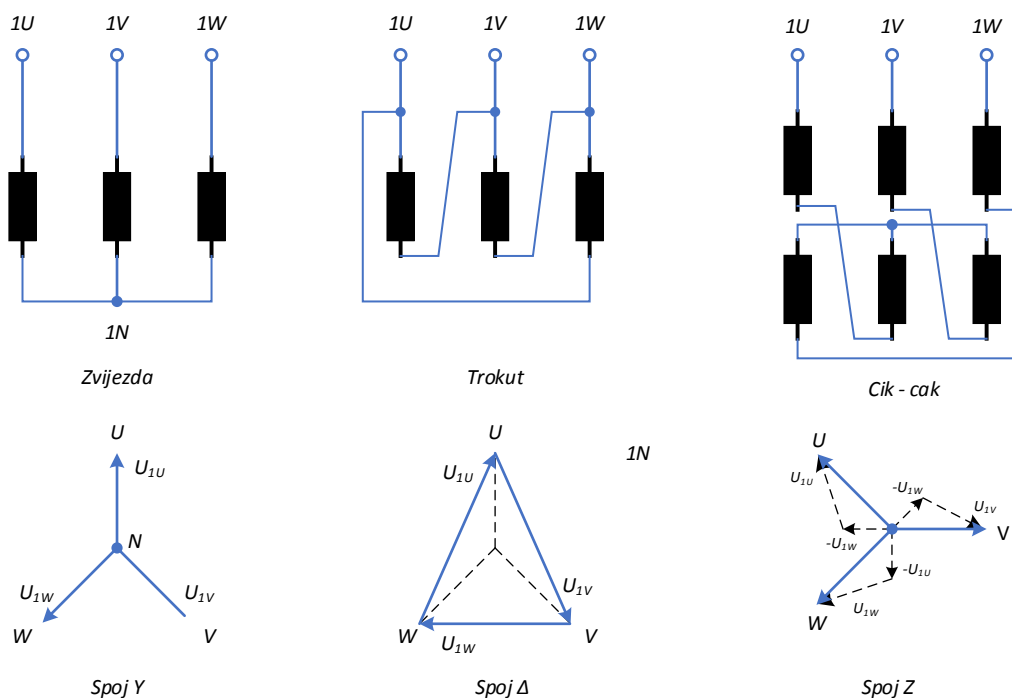 1U 1V 1W
1U 1V 1W
1U 1V 1W
1N
Zvijezda
Trokut
Cik - cak
U
U1U
N
U1W
U1V
W
V
Spoj Y
U
1N
U1U
U1V
W
U1W
V
Spoj Δ
U
U1U
-U1W
U1V
-U1W
V
-U1U
U1W
W
Spoj Z